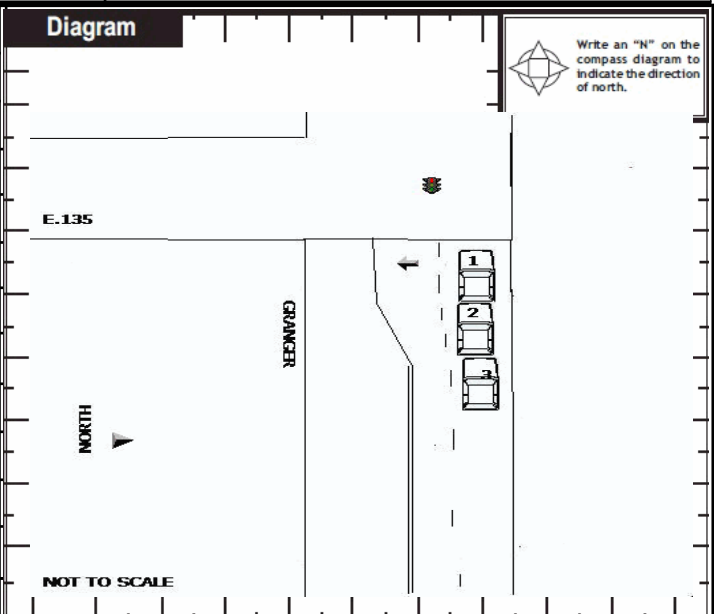 Diagram
Write an “N” on the
compass diagram to
indicate the direction
of north.
E.135
1
GRANGER
2
3
NORTH
NOT TO SCALE